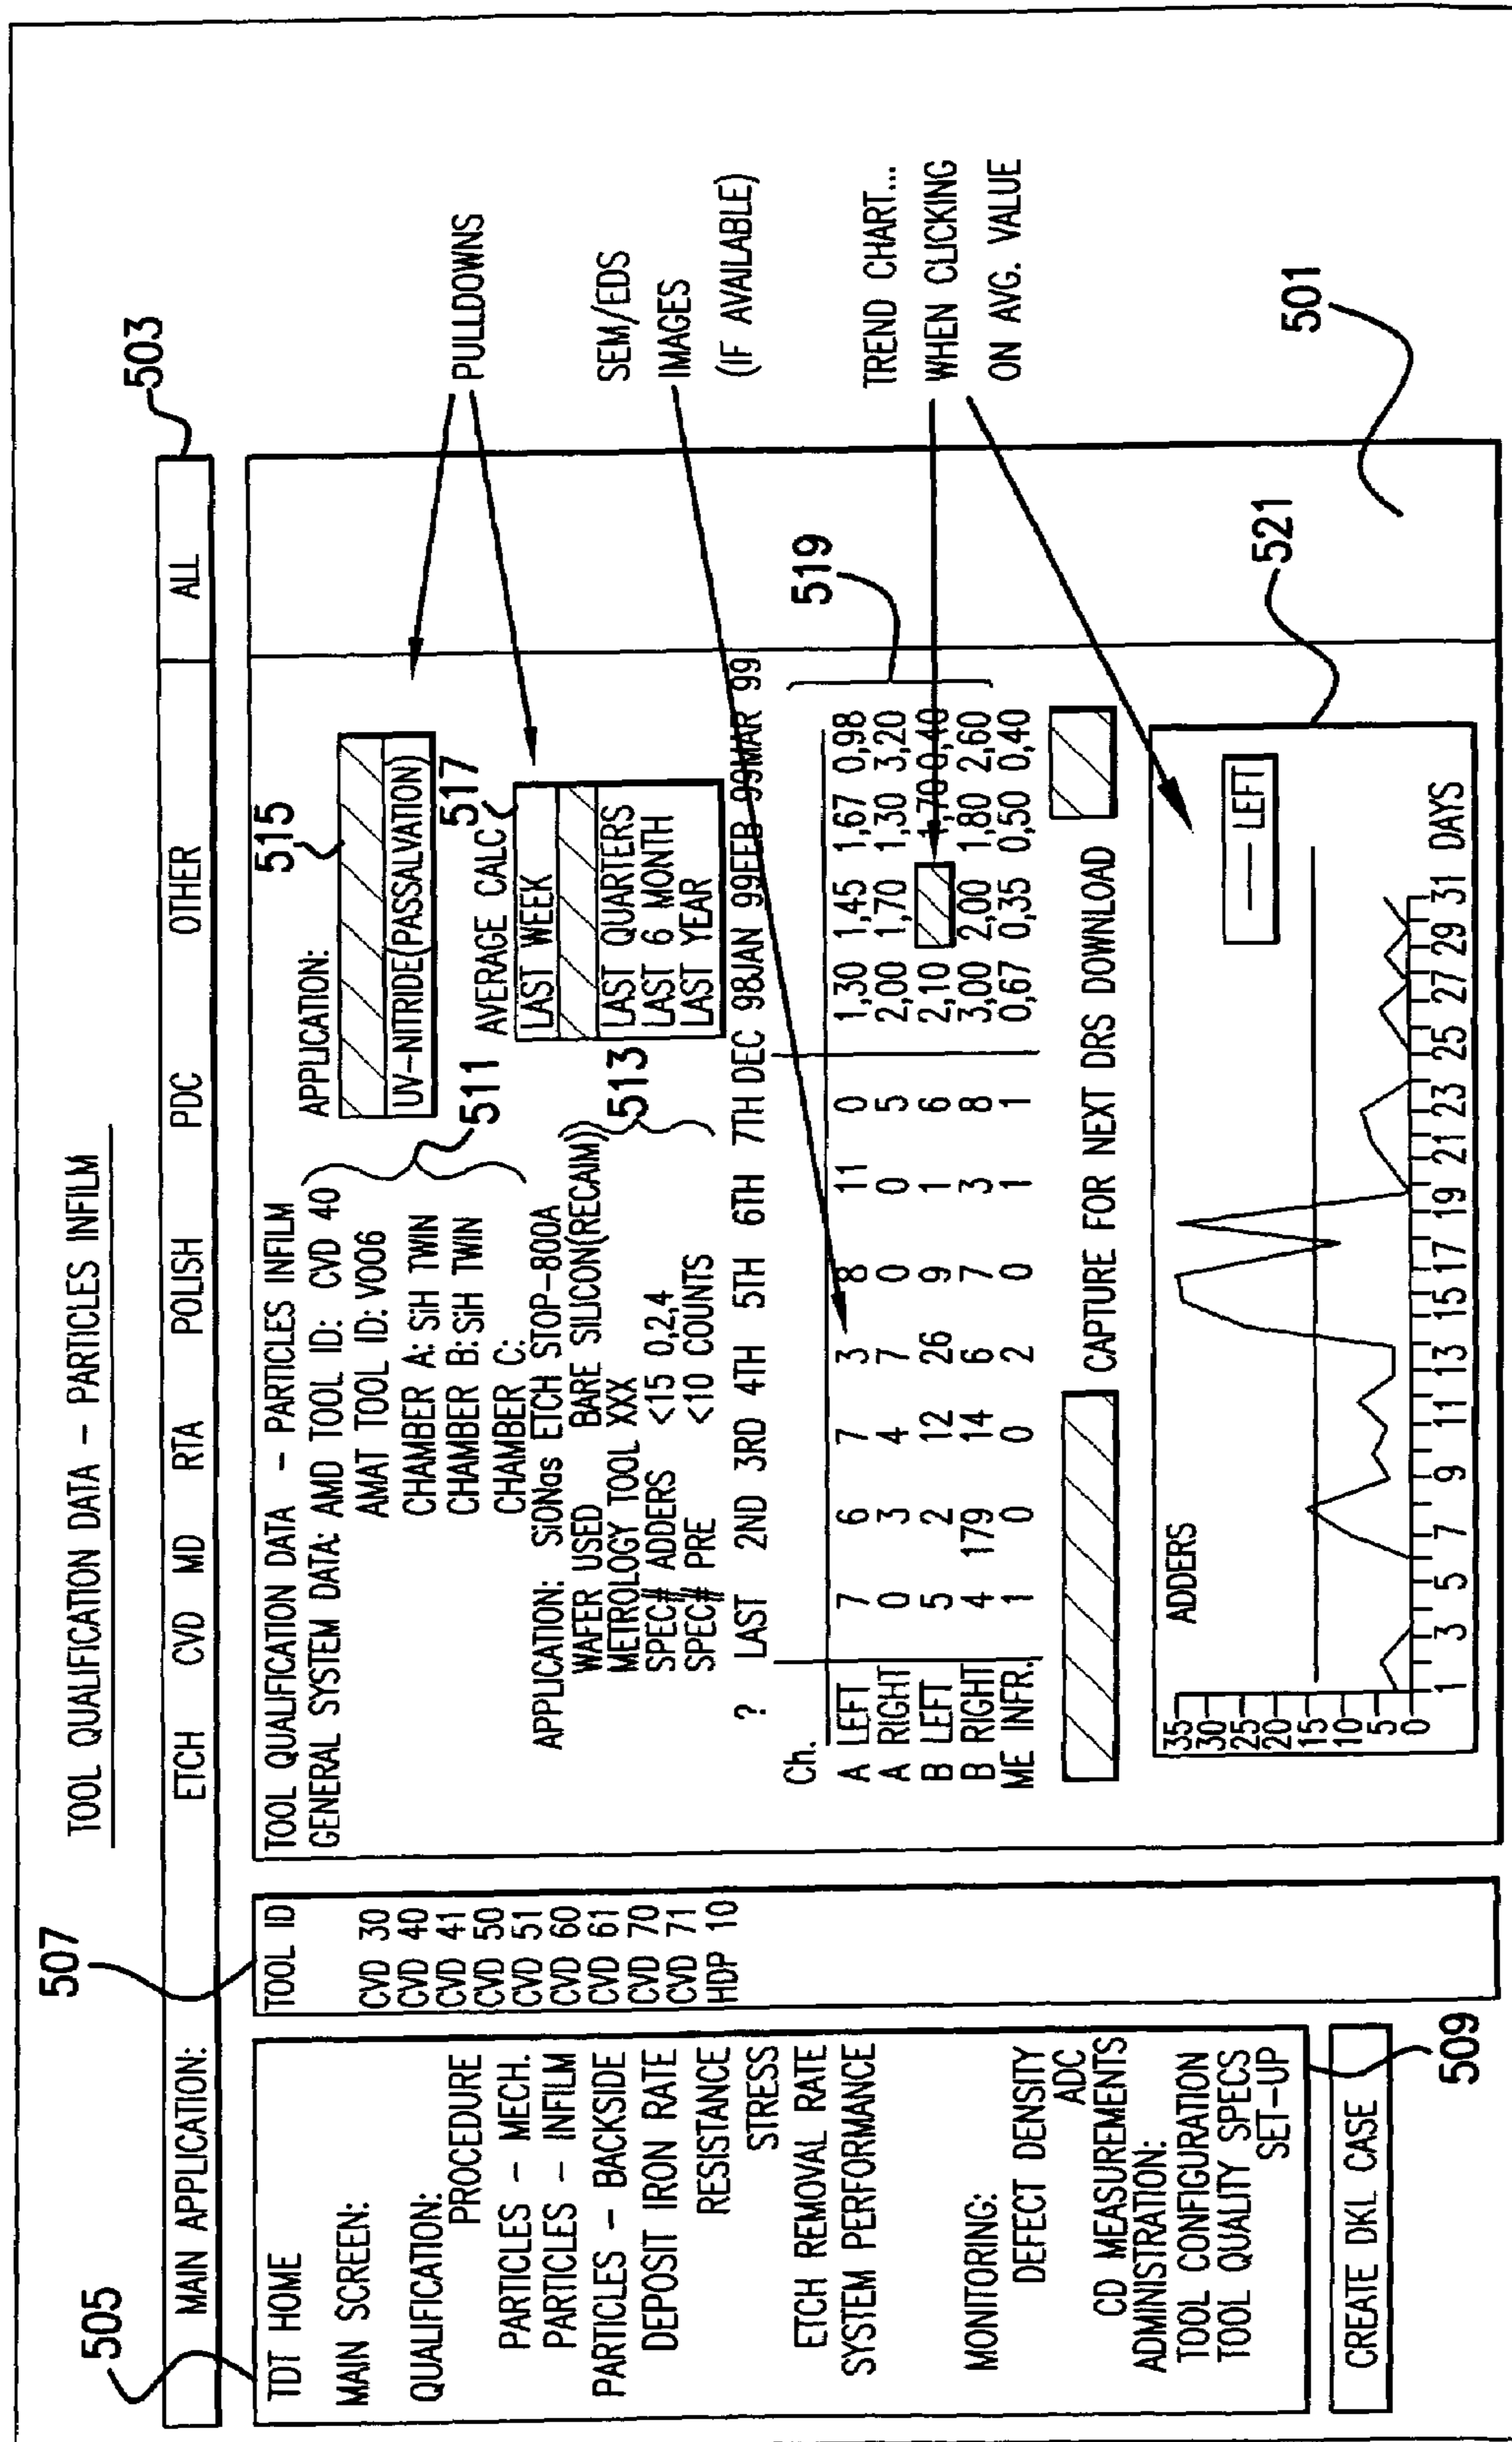 TOOL QUALIFICATION DATA – PARTICLES INFILM
503
MAIN APPLICATION: ETCH CVD MD RTA POLISH PDC OTHER ALL
505
TDT HOME
MAIN SCREEN:
QUALIFICATION:
PROCEDURE
PARTICLES – MECH.
PARTICLES – INFILM
PARTICLES – BACKSIDE
DEPOSIT IRON RATE
RESISTANCE
STRESS
ETCH REMOVAL RATE
SYSTEM PERFORMANCE
MONITORING:
DEFECT DENSITY
ADC
CD MEASUREMENTS
ADMINISTRATION:
TOOL CONFIGURATION
TOOL QUALITY SPECS
SET–UP
509
CREATE DKL CASE
507
TOOL ID
CVD 30
CVD 40
CVD 41
CVD 50
CVD 51
CVD 60
CVD 61
CVD 70
CVD 71
HDP 10
TOOL QUALIFICATION DATA – PARTICLES INFILM
GENERAL SYSTEM DATA: AMD TOOL ID: CVD 40
AMAT TOOL ID: V006
CHAMBER A: SiH TWIN
CHAMBER B: SiH TWIN
CHAMBER C:
511
APPLICATION:
515
UV–NITRIDE(PASSALVATION)
APPLICATION: SiONas ETCH STOP–800A
WAFER USED BARE SILICON(RECAIM))
METROLOGY TOOL XXX
SPEC# ADDERS <15 0,2,4
SPEC# PRE <10 COUNTS
513
AVERAGE CALC
517
LAST WEEK
LAST QUARTERS
LAST 6 MONTH
LAST YEAR
PULLDOWNS
SEM/EDS
IMAGES
(IF AVAILABLE)
? LAST 2ND 3RD 4TH 5TH 6TH 7TH DEC 98JAN 99FEB 99MAR 99
Ch.
A LEFT 7 6 7 3 8 11 0 1,30 1,45 1,67 0,98
A RIGHT 0 3 4 7 0 0 5 2,00 1,70 1,30 3,20
B LEFT 5 2 12 26 9 1 6 2,10 1,70 0,40
B RIGHT 4 179 14 6 7 3 8 3,00 2,00 1,80 2,60
ME INFR. 1 0 0 2 0 1 1 0,67 0,35 0,50 0,40
519
TREND CHART...
WHEN CLICKING
ON AVG. VALUE
CAPTURE FOR NEXT DRS DOWNLOAD
ADDERS
35
30
25
20
15
10
5
0
1 3 5 7 9 11 13 15 17 19 21 23 25 27 29 31 DAYS
LEFT
521
501